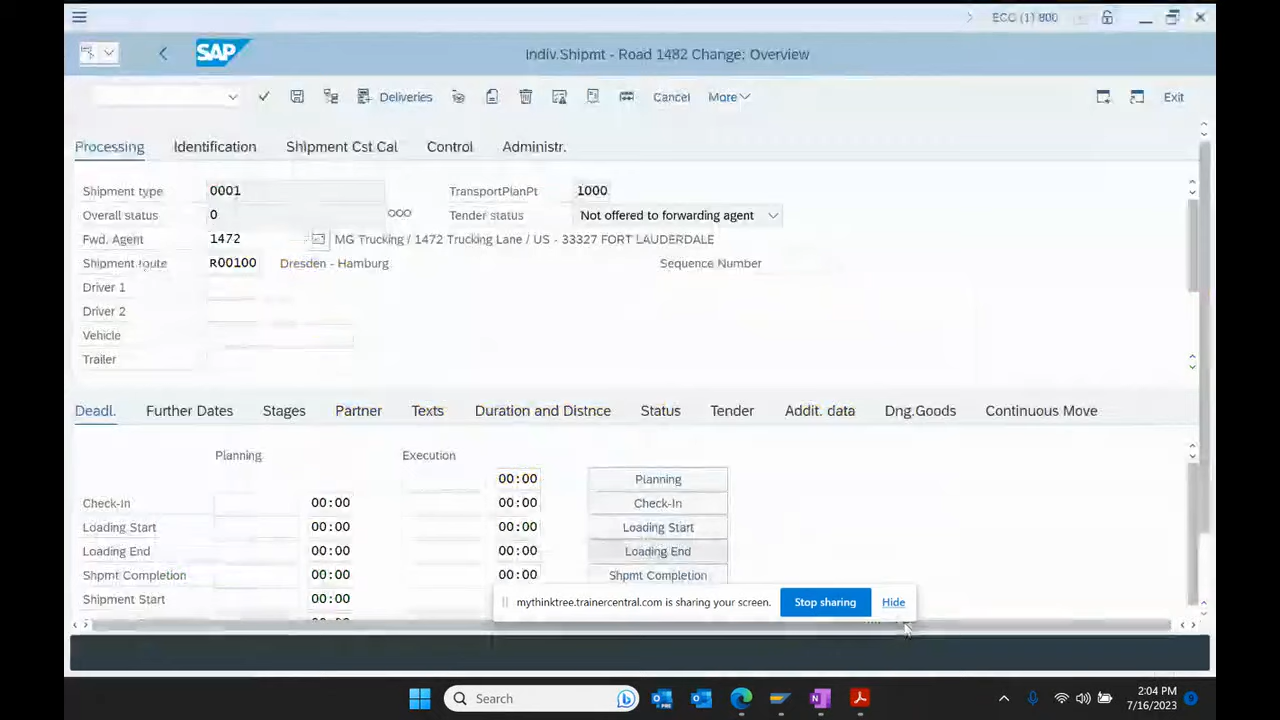 ECC (1) 800
SAP
Indiv.Shipmt - Road 1482 Change: Overview
Deliveries
Cancel
More
Exit
Processing Identification Shipment Cst Cal Control Administr.
Shipment type 0001 TransportPlanPt 1000
Overall status 0 Tender status Not offered to forwarding agent
Fwd. Agent 1472 MG Trucking / 1472 Trucking Lane / US - 33327 FORT LAUDERDALE
Shipment route R00100 Dresden - Hamburg Sequence Number
Driver 1
Driver 2
Vehicle
Trailer
Deadl. Further Dates Stages Partner Texts Duration and Distnce Status Tender Addit. data Dng.Goods Continuous Move
Planning Execution
00:00 Planning
Check-In 00:00 00:00 Check-In
Loading Start 00:00 00:00 Loading Start
Loading End 00:00 00:00 Loading End
Shpmt Completion 00:00 00:00 Shpmt Completion
Shipment Start 00:00
mythinktree.trainercentral.com is sharing your screen. Stop sharing Hide
Search
2:04 PM
7/16/2023